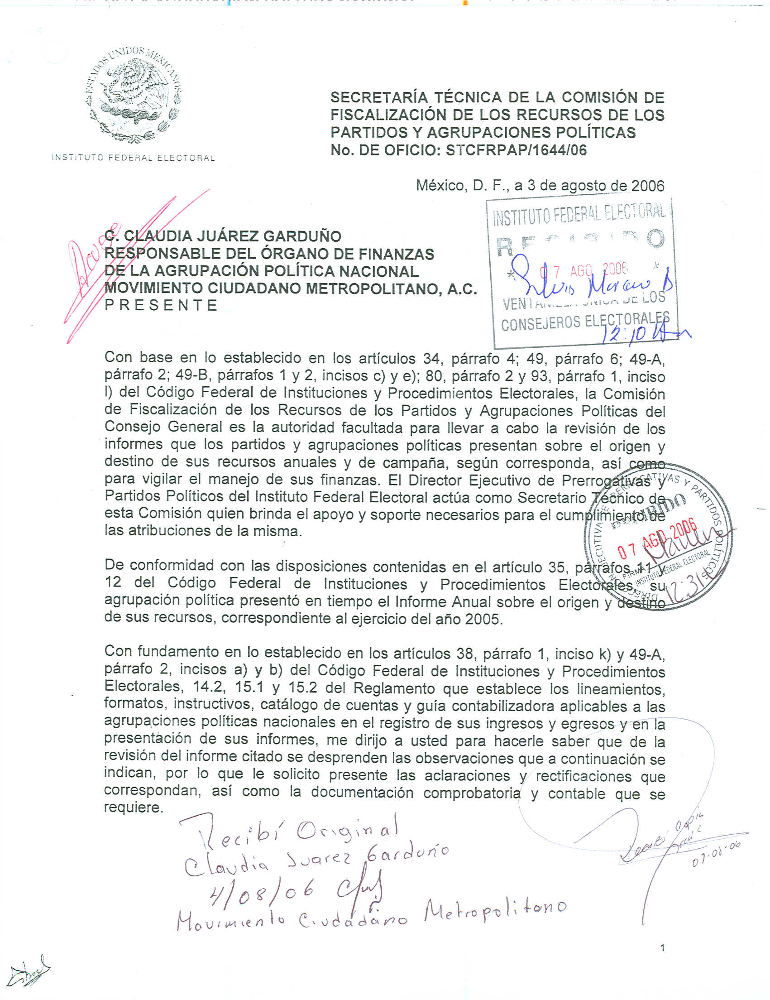 ESTADOS UNIDOS MEXICANOS
INSTITUTO FEDERAL ELECTORAL
SECRETARÍA TÉCNICA DE LA COMISIÓN DE
FISCALIZACIÓN DE LOS RECURSOS DE LOS
PARTIDOS Y AGRUPACIONES POLÍTICAS
No. DE OFICIO: STCFRPAP/1644/06
México, D. F., a 3 de agosto de 2006
INSTITUTO FEDERAL ELECTORAL
RECIBIDO
* 07 AGO 2006 *
VENTANILLA UNICA DE LOS
CONSEJEROS ELECTORALES
12:10
Acuse
C. CLAUDIA JUÁREZ GARDUÑO
RESPONSABLE DEL ÓRGANO DE FINANZAS
DE LA AGRUPACIÓN POLÍTICA NACIONAL
MOVIMIENTO CIUDADANO METROPOLITANO, A.C.
P R E S E N T E
Con base en lo establecido en los artículos 34, párrafo 4; 49, párrafo 6; 49-A,
párrafo 2; 49-B, párrafos 1 y 2, incisos c) y e); 80, párrafo 2 y 93, párrafo 1, inciso
l) del Código Federal de Instituciones y Procedimientos Electorales, la Comisión
de Fiscalización de los Recursos de los Partidos y Agrupaciones Políticas del
Consejo General es la autoridad facultada para llevar a cabo la revisión de los
informes que los partidos y agrupaciones políticas presentan sobre el origen y
destino de sus recursos anuales y de campaña, según corresponda, así como
para vigilar el manejo de sus finanzas. El Director Ejecutivo de Prerrogativas y
Partidos Políticos del Instituto Federal Electoral actúa como Secretario Técnico de
esta Comisión quien brinda el apoyo y soporte necesarios para el cumplimiento de
las atribuciones de la misma.
RECIBIDO
07 AGO 2006
FIRMA
INSTITUTO FEDERAL ELECTORAL
12:31
De conformidad con las disposiciones contenidas en el artículo 35, párrafos 11 y
12 del Código Federal de Instituciones y Procedimientos Electorales, su
agrupación política presentó en tiempo el Informe Anual sobre el origen y destino
de sus recursos, correspondiente al ejercicio del año 2005.
Con fundamento en lo establecido en los artículos 38, párrafo 1, inciso k) y 49-A,
párrafo 2, incisos a) y b) del Código Federal de Instituciones y Procedimientos
Electorales, 14.2, 15.1 y 15.2 del Reglamento que establece los lineamientos,
formatos, instructivos, catálogo de cuentas y guía contabilizadora aplicables a las
agrupaciones políticas nacionales en el registro de sus ingresos y egresos y en la
presentación de sus informes, me dirijo a usted para hacerle saber que de la
revisión del informe citado se desprenden las observaciones que a continuación se
indican, por lo que le solicito presente las aclaraciones y rectificaciones que
correspondan, así como la documentación comprobatoria y contable que se
requiere.
Recibí Original
Claudia Juarez Garduño
4/08/06
Movimiento Ciudadano Metropolitano
Recibí copia
07-08-06
1